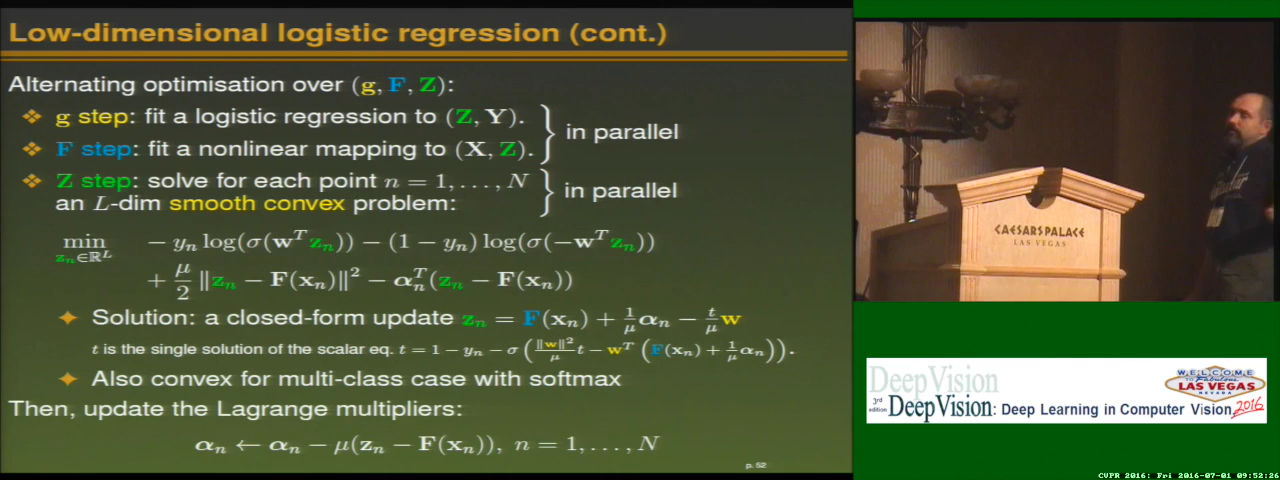 Low-dimensional logistic regression (cont.)
Alternating optimisation over (g, F, Z):
❖ g step: fit a logistic regression to (Z, Y).
❖ F step: fit a nonlinear mapping to (X, Z).
} in parallel
❖ Z step: solve for each point n = 1, . . . , N
an L-dim smooth convex problem:
} in parallel
min_{z_n∈ℝ^L} − y_n log(σ(w^T z_n)) − (1 − y_n) log(σ(−w^T z_n))
+ μ/2 ‖z_n − F(x_n)‖² − α_n^T(z_n − F(x_n))
✦ Solution: a closed-form update z_n = F(x_n) + 1/μ α_n − t/μ w
t is the single solution of the scalar eq. t = 1 − y_n − σ(‖w‖²/μ t − w^T (F(x_n) + 1/μ α_n)).
✦ Also convex for multi-class case with softmax
Then, update the Lagrange multipliers:
α_n ← α_n − μ(z_n − F(x_n)), n = 1, . . . , N
p. 52
CAESARS PALACE
LAS VEGAS
DeepVision
3rd edition
DeepVision: Deep Learning in Computer Vision 2016
WELCOME
TO Fabulous
LAS VEGAS
NEVADA
CVPR 2016: Fri 2016-07-01 09:52:26